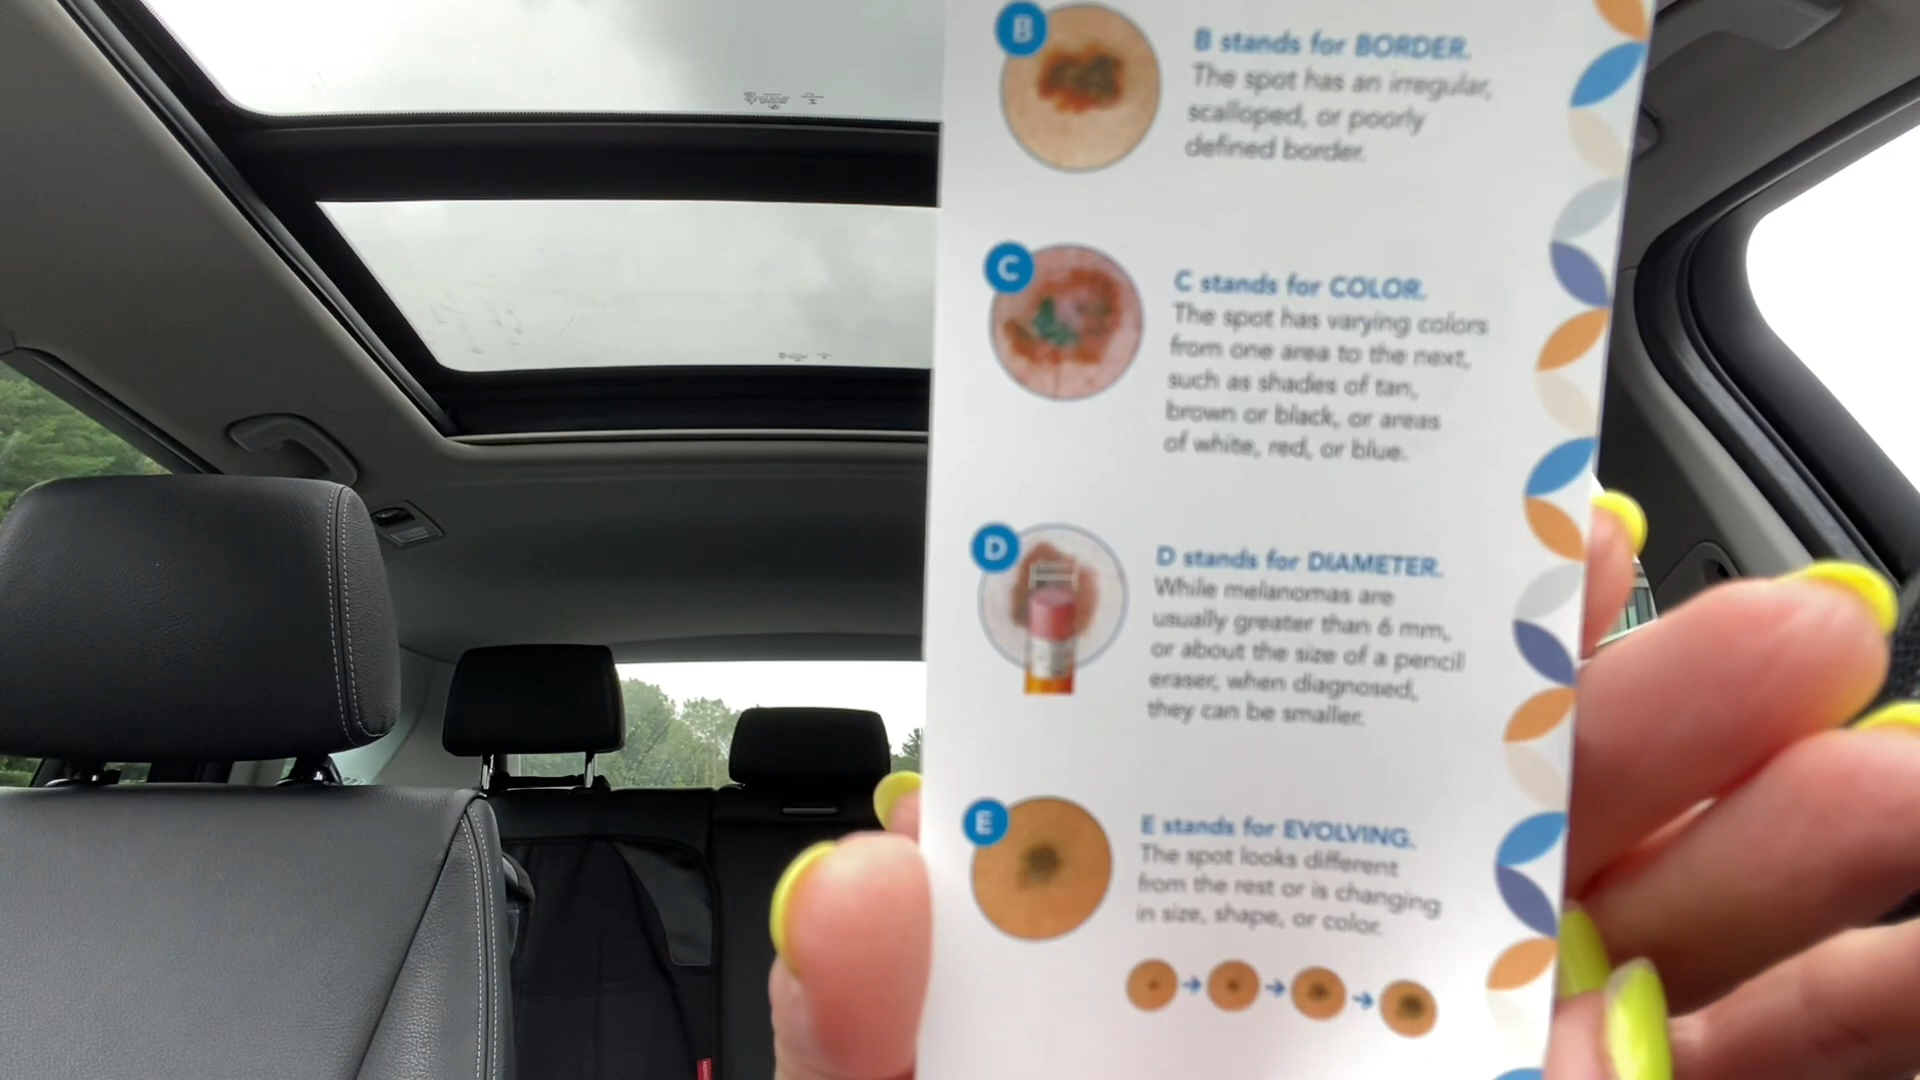 B
B stands for BORDER.
The spot has an irregular,
scalloped, or poorly
defined border.
C
C stands for COLOR.
The spot has varying colors
from one area to the next,
such as shades of tan,
brown or black, or areas
of white, red, or blue.
D
D stands for DIAMETER.
While melanomas are
usually greater than 6 mm,
or about the size of a pencil
eraser, when diagnosed,
they can be smaller.
E
E stands for EVOLVING.
The spot looks different
from the rest or is changing
in size, shape, or color.